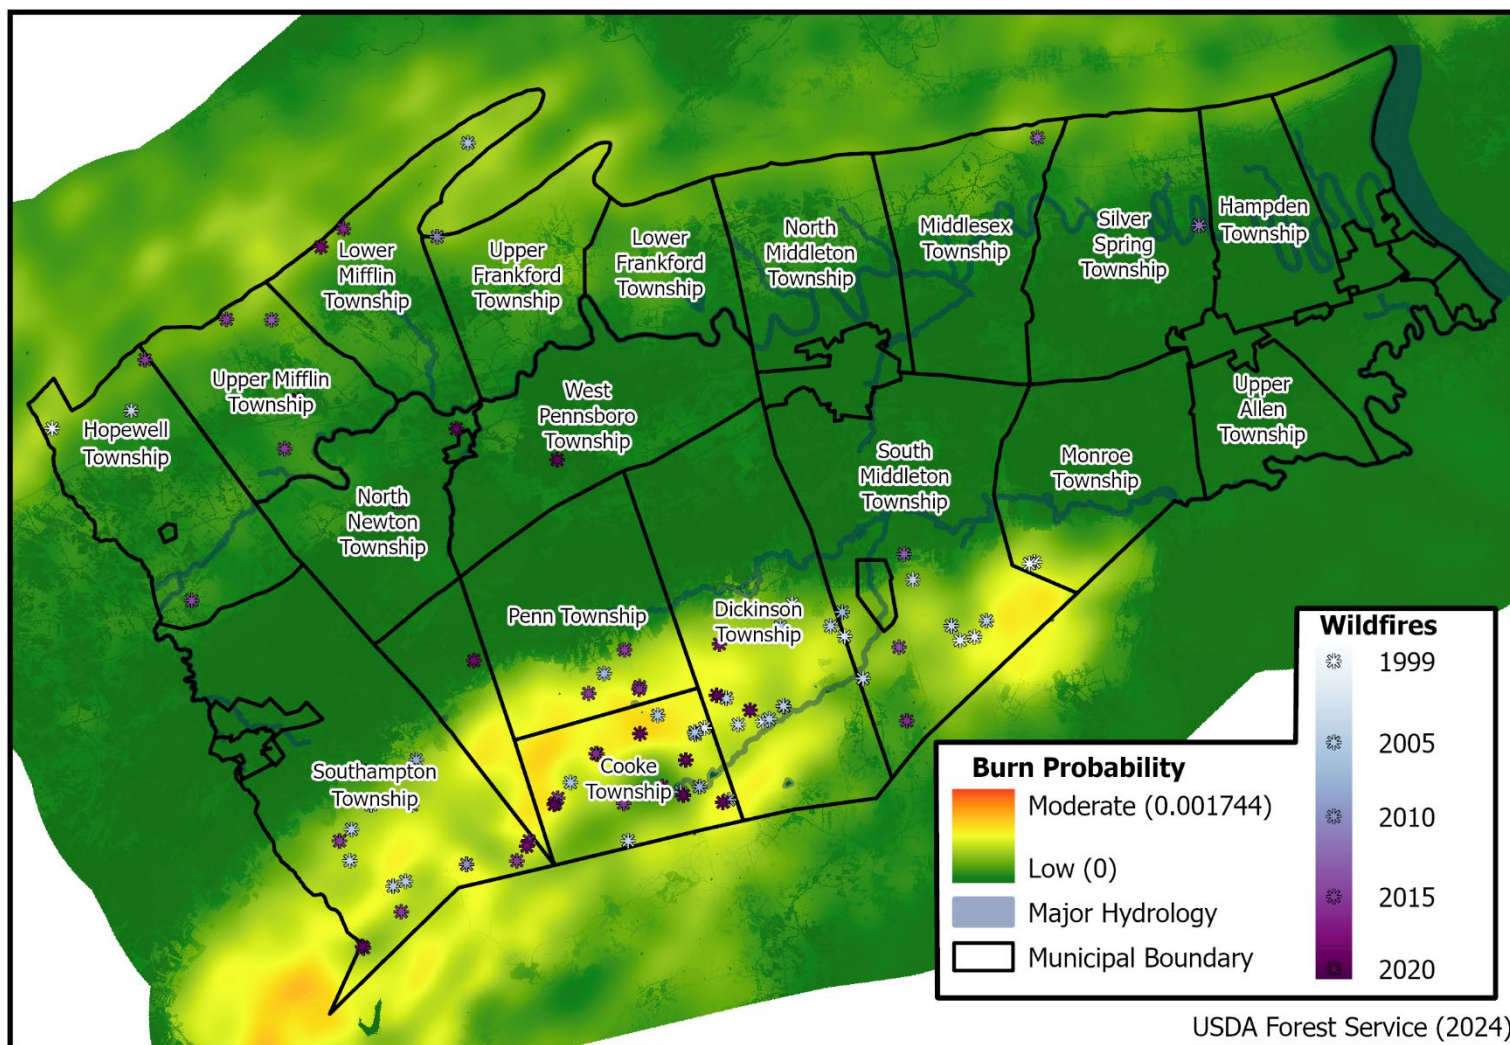 Lower
Mifflin
Township
Upper
Frankford
Township
Lower
Frankford
Township
North
Middleton
Township
Middlesex
Township
Silver
Spring
Township
Hampden
Township
Upper Mifflin
Township
Hopewell
Township
West
Pennsboro
Township
Upper
Allen
Township
South
Middleton
Township
Monroe
Township
North
Newton
Township
Penn Township
Dickinson
Township
Southampton
Township
Cooke
Township
Wildfires
1999
2005
2010
2015
2020
Burn Probability
Moderate (0.001744)
Low (0)
Major Hydrology
Municipal Boundary
USDA Forest Service (2024)